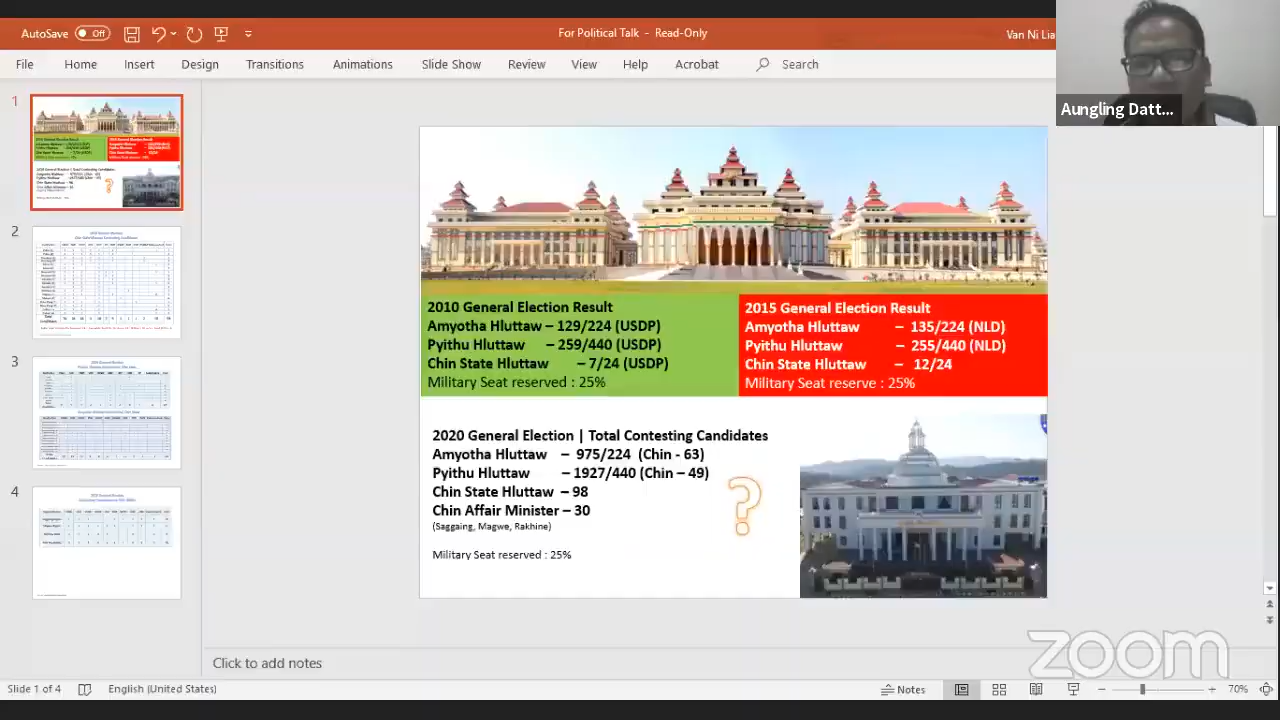 AutoSave Off
For Political Talk - Read-Only
Van Ni Lia
File Home Insert Design Transitions Animations Slide Show Review View Help Acrobat Search
Aungling Datt...
1
2
3
4
2010 General Election Result
Amyotha Hluttaw – 129/224 (USDP)
Pyithu Hluttaw – 259/440 (USDP)
Chin State Hluttaw – 7/24 (USDP)
Military Seat reserved : 25%
2015 General Election Result
Amyotha Hluttaw – 135/224 (NLD)
Pyithu Hluttaw – 255/440 (NLD)
Chin State Hluttaw – 12/24
Military Seat reserve : 25%
2020 General Election | Total Contesting Candidates
Amyotha Hluttaw – 975/224 (Chin - 63)
Pyithu Hluttaw – 1927/440 (Chin – 49)
Chin State Hluttaw – 98
Chin Affair Minister – 30
(Saggaing, Magwe, Rakhine)
Military Seat reserved : 25%
?
Click to add notes
zoom
Slide 1 of 4 English (United States) Notes 70%